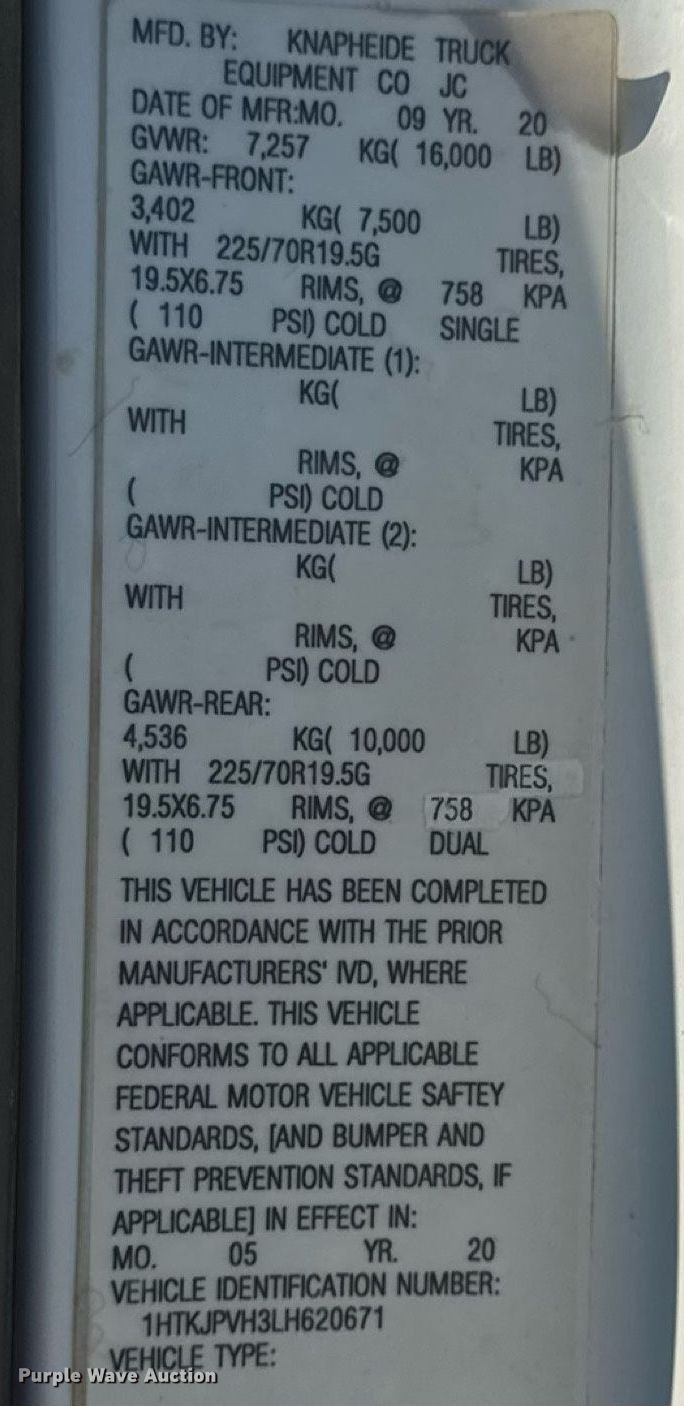 MFD. BY: KNAPHEIDE TRUCK
EQUIPMENT CO JC
DATE OF MFR:MO. 09 YR. 20
GVWR: 7,257 KG( 16,000 LB)
GAWR-FRONT:
3,402 KG( 7,500 LB)
WITH 225/70R19.5G TIRES,
19.5X6.75 RIMS, @ 758 KPA
( 110 PSI) COLD SINGLE
GAWR-INTERMEDIATE (1):
KG( LB)
WITH TIRES,
RIMS, @ KPA
( PSI) COLD
GAWR-INTERMEDIATE (2):
KG( LB)
WITH TIRES,
RIMS, @ KPA
( PSI) COLD
GAWR-REAR:
4,536 KG( 10,000 LB)
WITH 225/70R19.5G TIRES,
19.5X6.75 RIMS, @ 758 KPA
( 110 PSI) COLD DUAL
THIS VEHICLE HAS BEEN COMPLETED
IN ACCORDANCE WITH THE PRIOR
MANUFACTURERS' IVD, WHERE
APPLICABLE. THIS VEHICLE
CONFORMS TO ALL APPLICABLE
FEDERAL MOTOR VEHICLE SAFTEY
STANDARDS, [AND BUMPER AND
THEFT PREVENTION STANDARDS, IF
APPLICABLE] IN EFFECT IN:
MO. 05 YR. 20
VEHICLE IDENTIFICATION NUMBER:
1HTKJPVH3LH620671
VEHICLE TYPE:
Purple Wave Auction